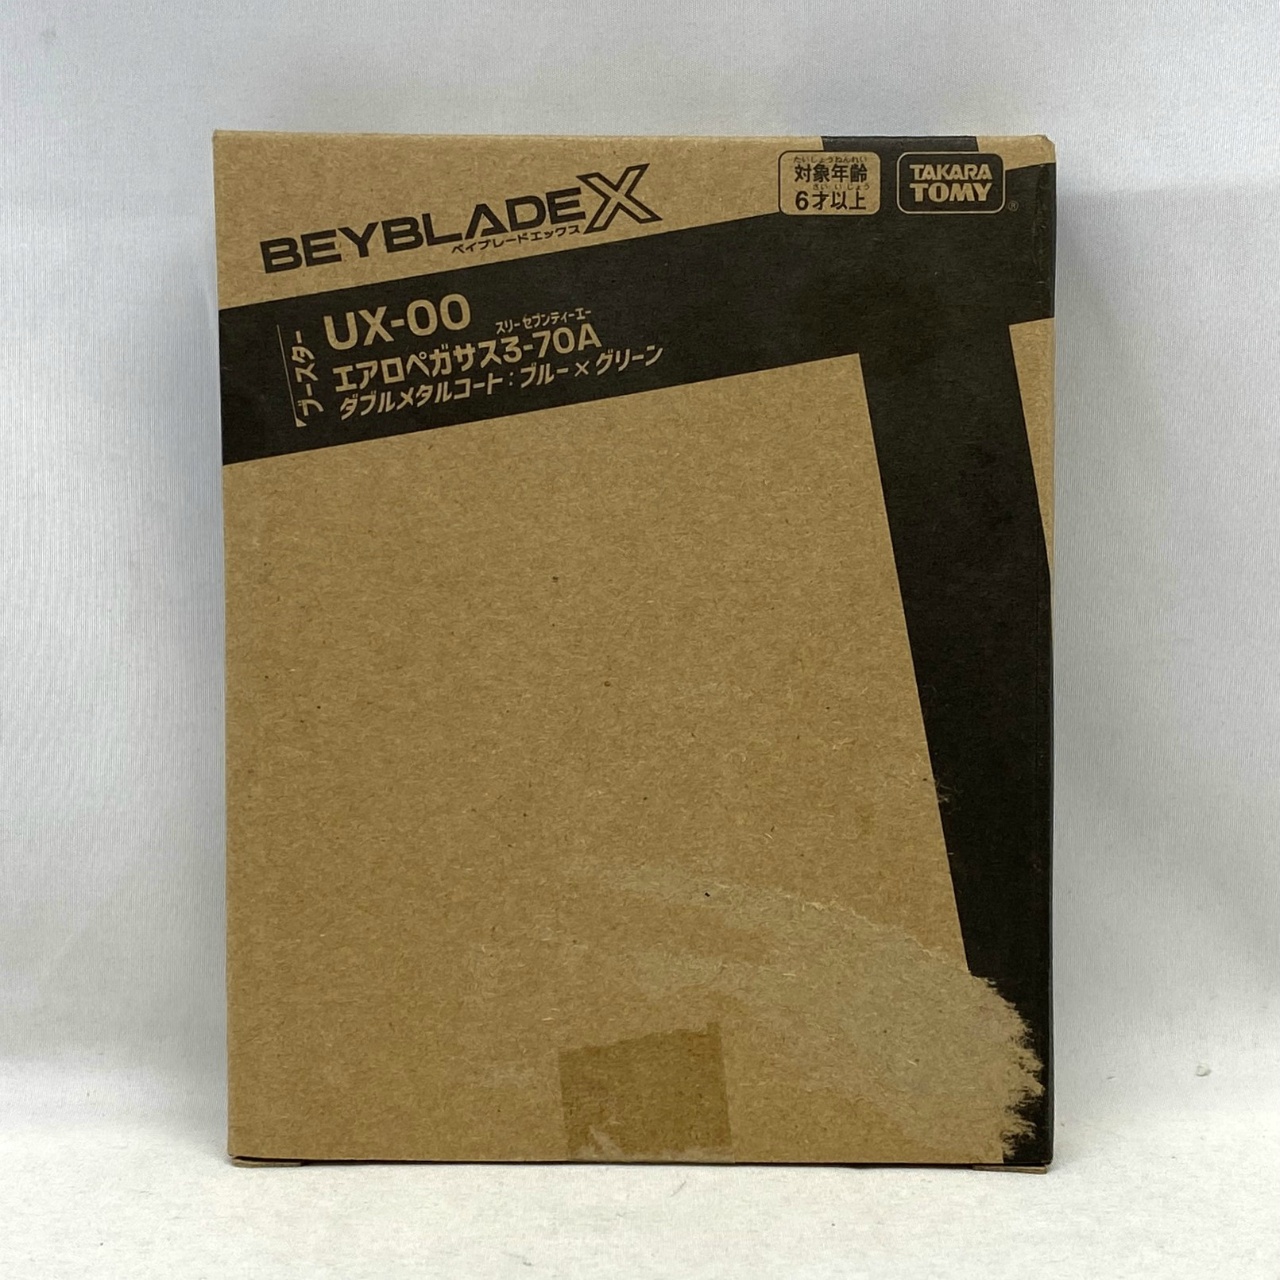 BEYBLADE X
ベイブレードエックス
たいしょうねんれい
対象年齢
さい いじょう
6才以上
TAKARA
TOMY
®
ブースター
UX-00
スリー セブンティーエー
エアロペガサス3-70A
ダブルメタルコート:ブルー×グリーン